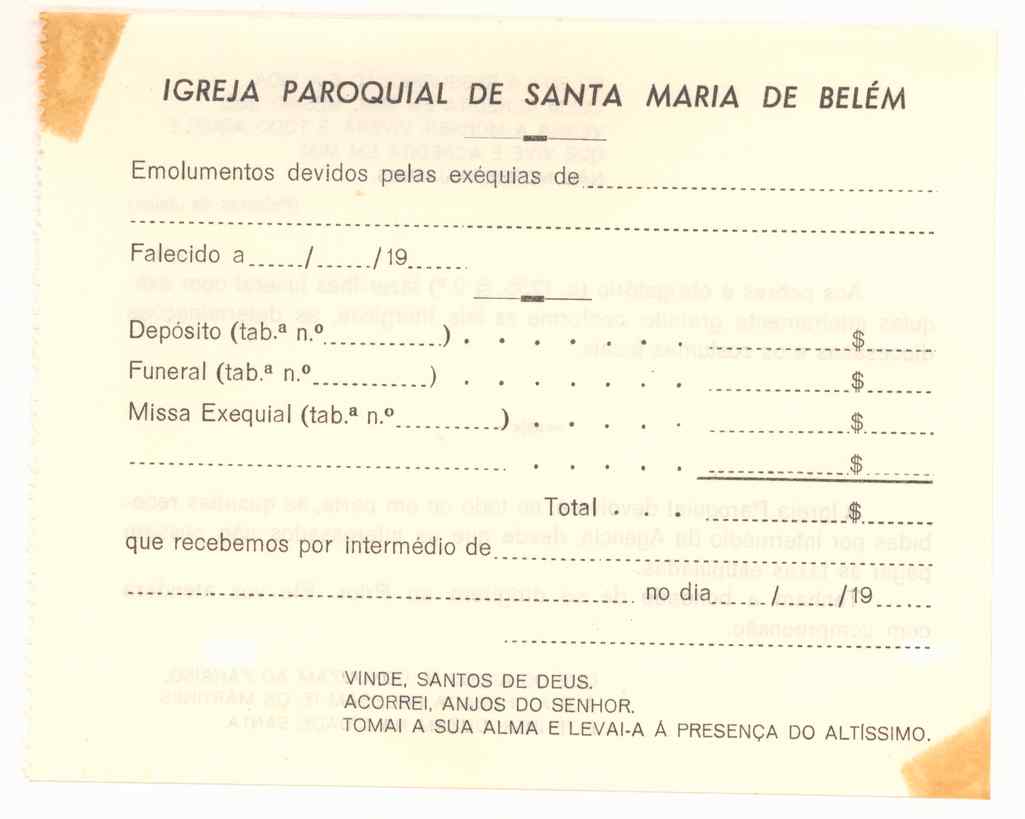 IGREJA PAROQUIAL DE SANTA MARIA DE BELÉM
Emolumentos devidos pelas exéquias de
Falecido a / /19
Depósito (tab.ª n.º ) . . . . . . . $
Funeral (tab.ª n.º ) . . . . . . . $
Missa Exequial (tab.ª n.º ) . . . . . $
. . . . . $
Total . . . $
que recebemos por intermédio de
no dia / /19
VINDE, SANTOS DE DEUS.
ACORREI, ANJOS DO SENHOR.
TOMAI A SUA ALMA E LEVAI-A Á PRESENÇA DO ALTÍSSIMO.